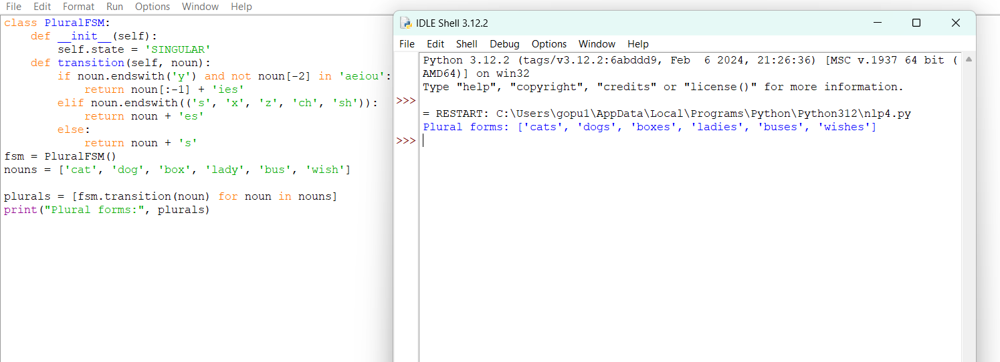 File Edit Format Run Options Window Help
class PluralFSM:
    def __init__(self):
        self.state = 'SINGULAR'
    def transition(self, noun):
        if noun.endswith('y') and not noun[-2] in 'aeiou':
            return noun[:-1] + 'ies'
        elif noun.endswith(('s', 'x', 'z', 'ch', 'sh')):
            return noun + 'es'
        else:
            return noun + 's'
fsm = PluralFSM()
nouns = ['cat', 'dog', 'box', 'lady', 'bus', 'wish']
plurals = [fsm.transition(noun) for noun in nouns]
print("Plural forms:", plurals)
IDLE Shell 3.12.2
File Edit Shell Debug Options Window Help
Python 3.12.2 (tags/v3.12.2:6abddd9, Feb  6 2024, 21:26:36) [MSC v.1937 64 bit (
AMD64)] on win32
Type "help", "copyright", "credits" or "license()" for more information.
>>>
= RESTART: C:\Users\gopu1\AppData\Local\Programs\Python\Python312\nlp4.py
Plural forms: ['cats', 'dogs', 'boxes', 'ladies', 'buses', 'wishes']
>>>